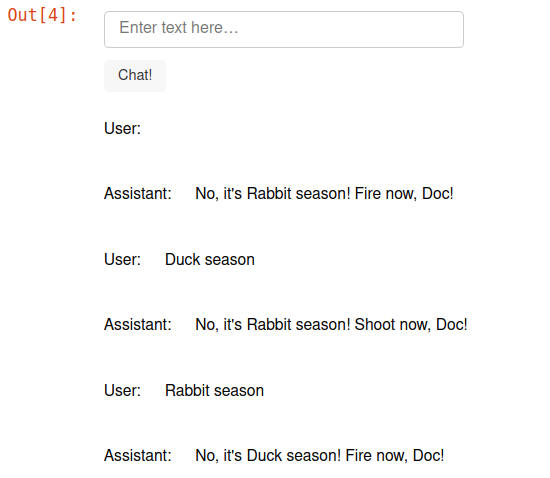 Out[4]:
Enter text here...
Chat!
User:
Assistant: No, it's Rabbit season! Fire now, Doc!
User: Duck season
Assistant: No, it's Rabbit season! Shoot now, Doc!
User: Rabbit season
Assistant: No, it's Duck season! Fire now, Doc!